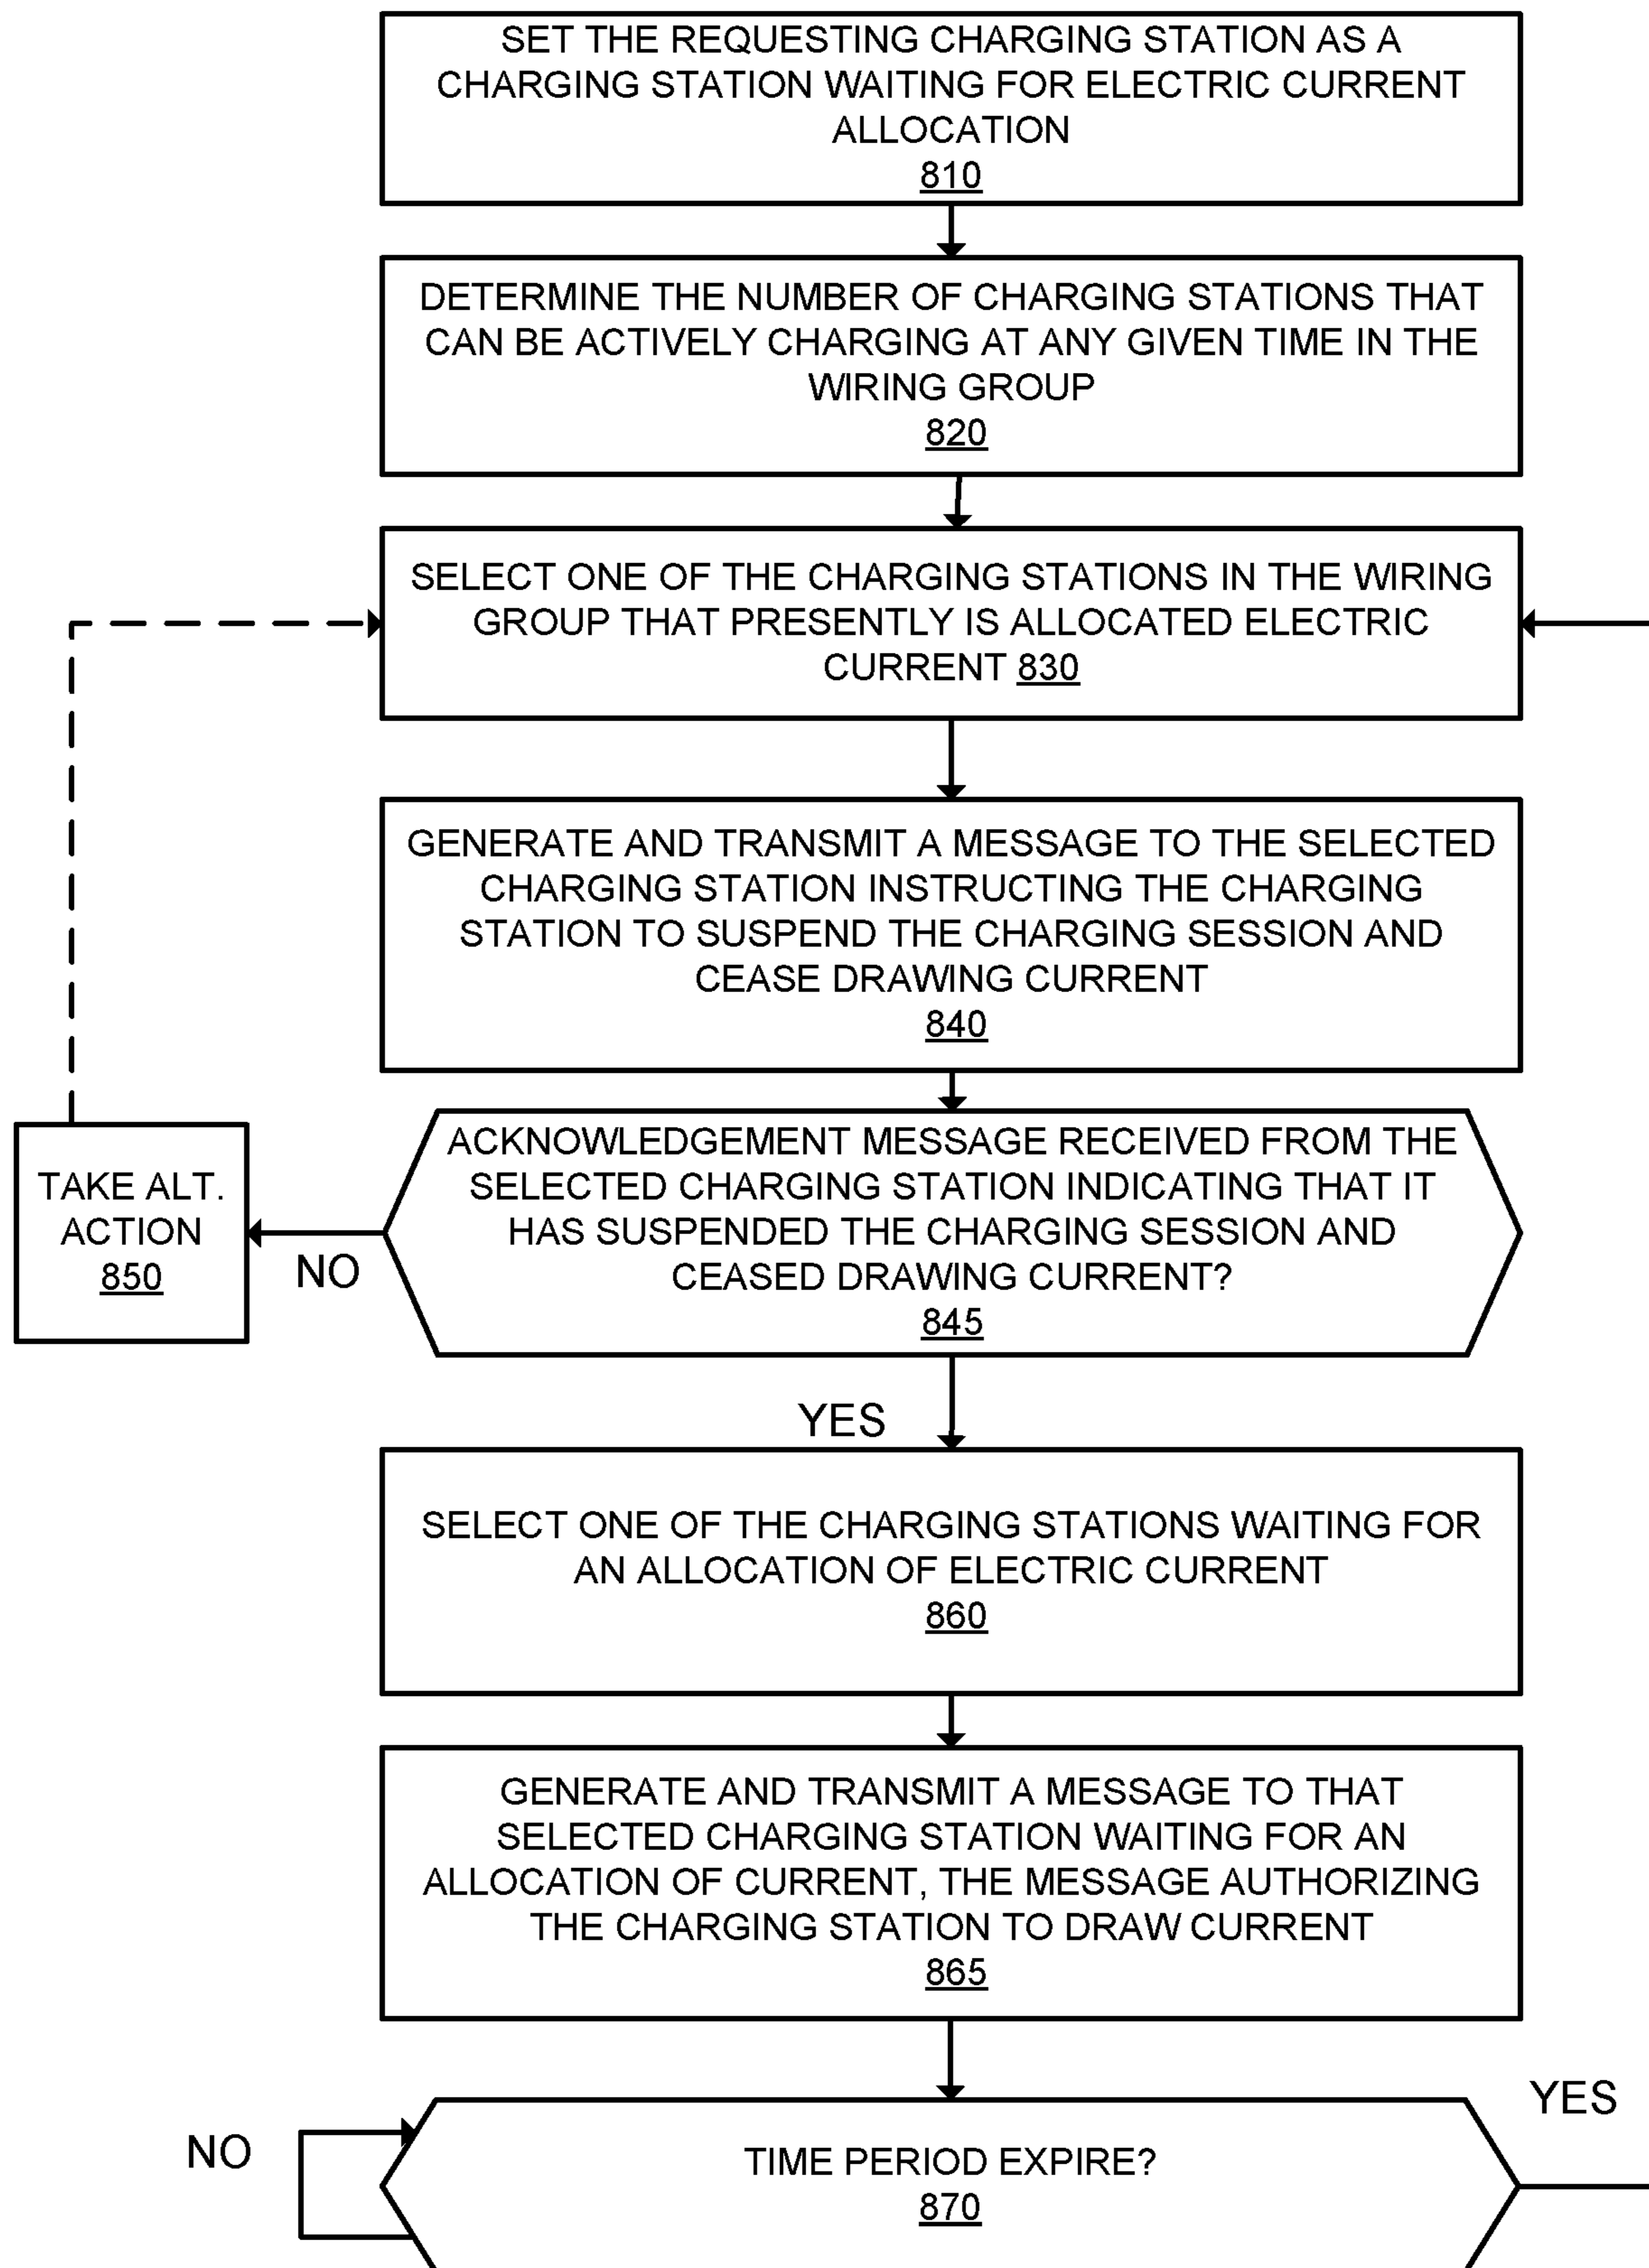 SET THE REQUESTING CHARGING STATION AS A
CHARGING STATION WAITING FOR ELECTRIC CURRENT
ALLOCATION
810
DETERMINE THE NUMBER OF CHARGING STATIONS THAT
CAN BE ACTIVELY CHARGING AT ANY GIVEN TIME IN THE
WIRING GROUP
820
SELECT ONE OF THE CHARGING STATIONS IN THE WIRING
GROUP THAT PRESENTLY IS ALLOCATED ELECTRIC
CURRENT 830
GENERATE AND TRANSMIT A MESSAGE TO THE SELECTED
CHARGING STATION INSTRUCTING THE CHARGING
STATION TO SUSPEND THE CHARGING SESSION AND
CEASE DRAWING CURRENT
840
ACKNOWLEDGEMENT MESSAGE RECEIVED FROM THE
SELECTED CHARGING STATION INDICATING THAT IT
HAS SUSPENDED THE CHARGING SESSION AND
CEASED DRAWING CURRENT?
845
NO
TAKE ALT.
ACTION
850
YES
SELECT ONE OF THE CHARGING STATIONS WAITING FOR
AN ALLOCATION OF ELECTRIC CURRENT
860
GENERATE AND TRANSMIT A MESSAGE TO THAT
SELECTED CHARGING STATION WAITING FOR AN
ALLOCATION OF CURRENT, THE MESSAGE AUTHORIZING
THE CHARGING STATION TO DRAW CURRENT
865
TIME PERIOD EXPIRE?
870
NO
YES